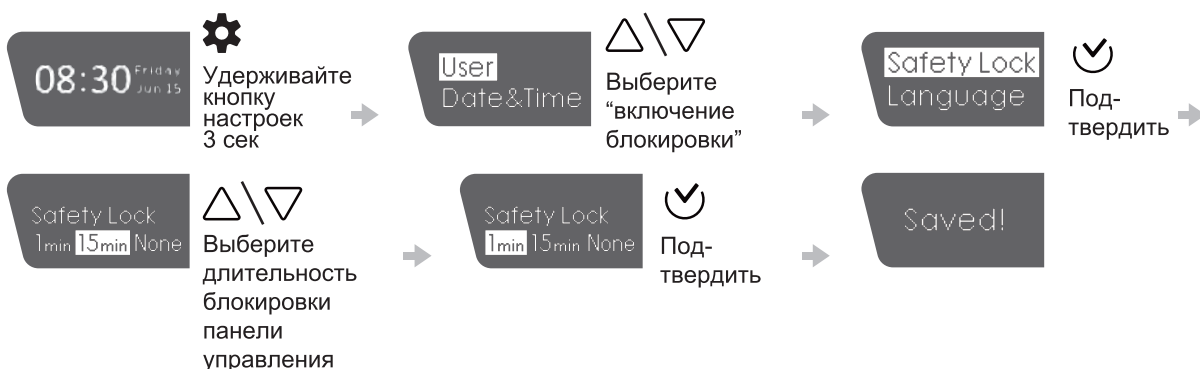 08:30 Friday
Jun 15
Удерживайте
кнопку
настроек
3 сек
User
Date&Time
Выберите
“включение
блокировки”
Safety Lock
Language
Под-
твердить
Safety Lock
1min 15min None
Выберите
длительность
блокировки
панели
управления
Safety Lock
1min 15min None
Под-
твердить
Saved!